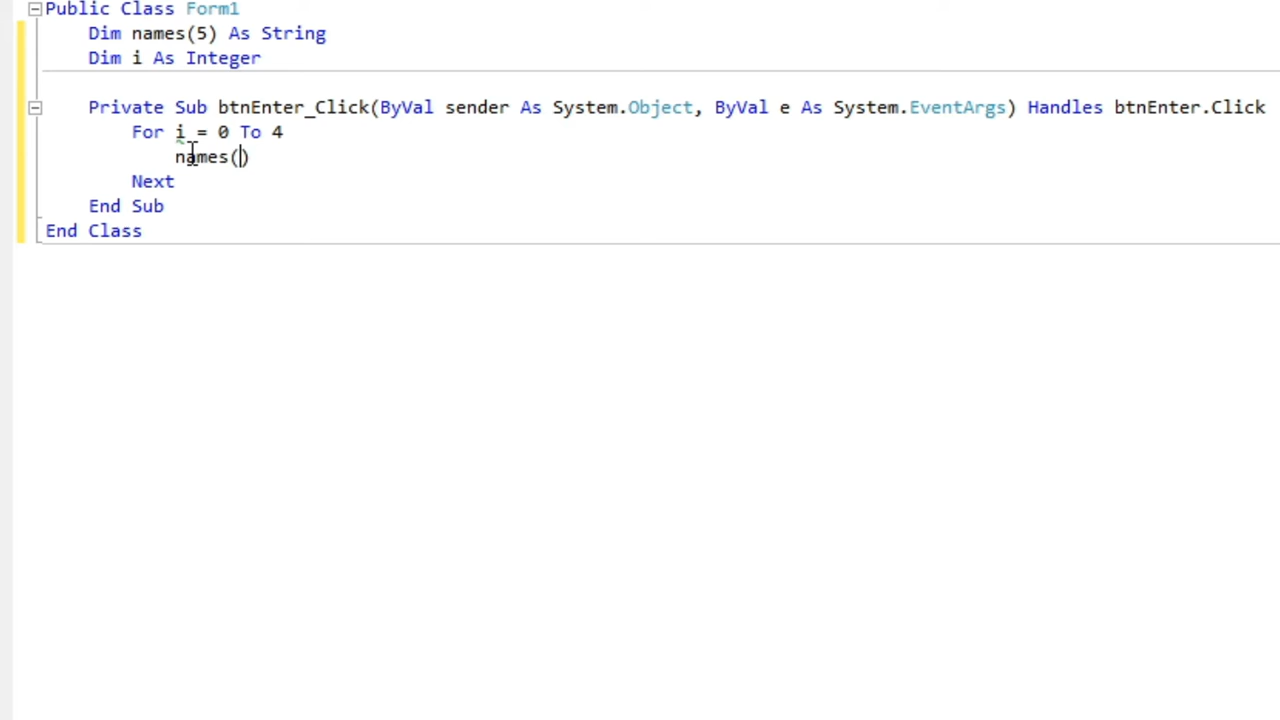 Public Class Form1
Dim names(5) As String
Dim i As Integer
Private Sub btnEnter_Click(ByVal sender As System.Object, ByVal e As System.EventArgs) Handles btnEnter.Click
For i = 0 To 4
names()
Next
End Sub
End Class